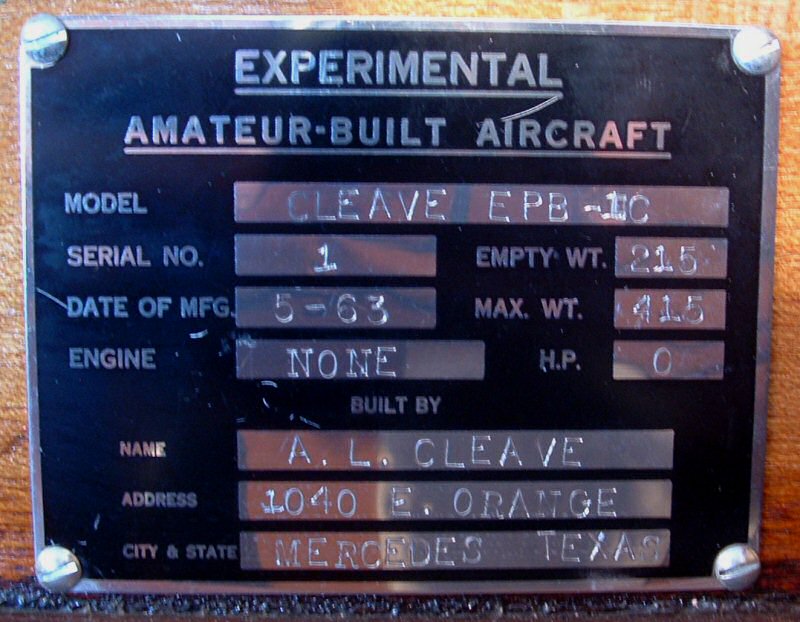 EXPERIMENTAL
AMATEUR-BUILT AIRCRAFT
MODEL CLEAVE EPB-1C
SERIAL NO. 1 EMPTY WT. 215
DATE OF MFG. 5-63 MAX. WT. 415
ENGINE NONE H.P. 0
BUILT BY
NAME A. L. CLEAVE
ADDRESS 1040 E. ORANGE
CITY & STATE MERCEDES TEXAS